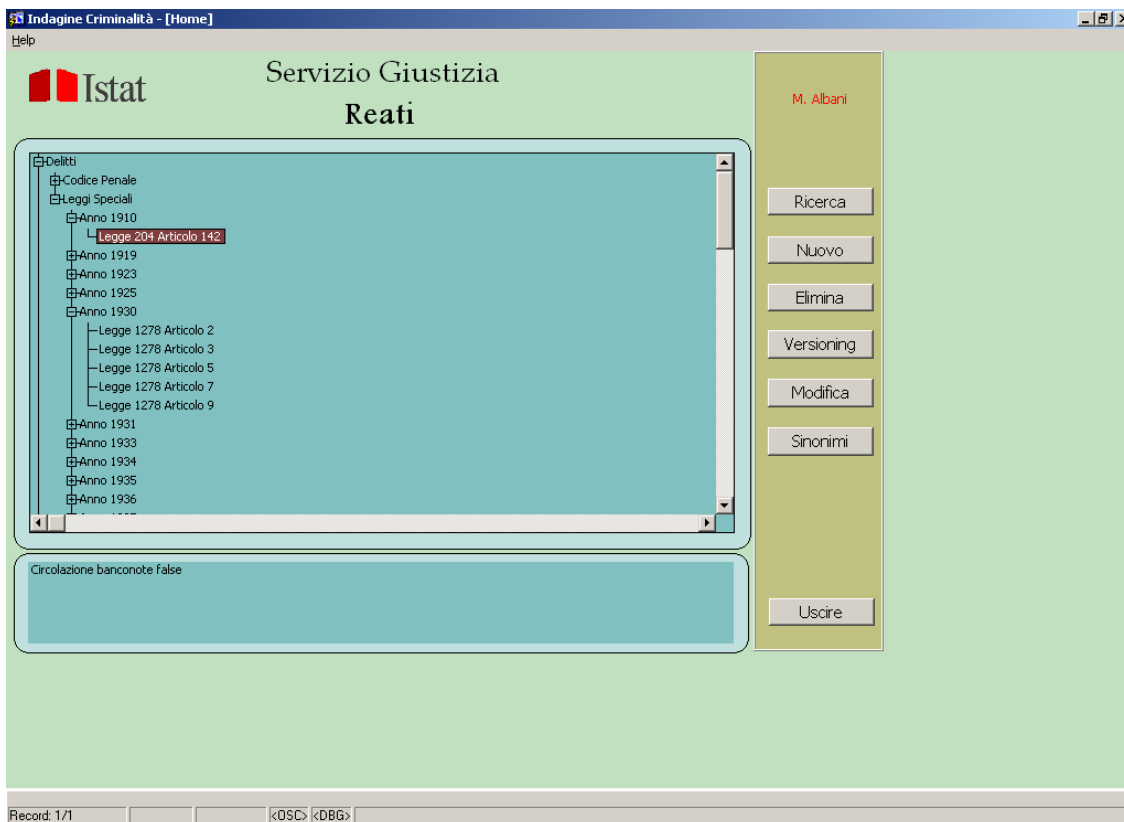 Indagine Criminalità - [Home]
Help
Istat
Servizio Giustizia
Reati
M. Albani
Delitti
Codice Penale
Leggi Speciali
Anno 1910
Legge 204 Articolo 142
Anno 1919
Anno 1923
Anno 1925
Anno 1930
Legge 1278 Articolo 2
Legge 1278 Articolo 3
Legge 1278 Articolo 5
Legge 1278 Articolo 7
Legge 1278 Articolo 9
Anno 1931
Anno 1933
Anno 1934
Anno 1935
Anno 1936
Ricerca
Nuovo
Elimina
Versioning
Modifica
Sinonimi
Circolazione banconote false
Uscire
Record: 1/1
<OSC> <DBG>